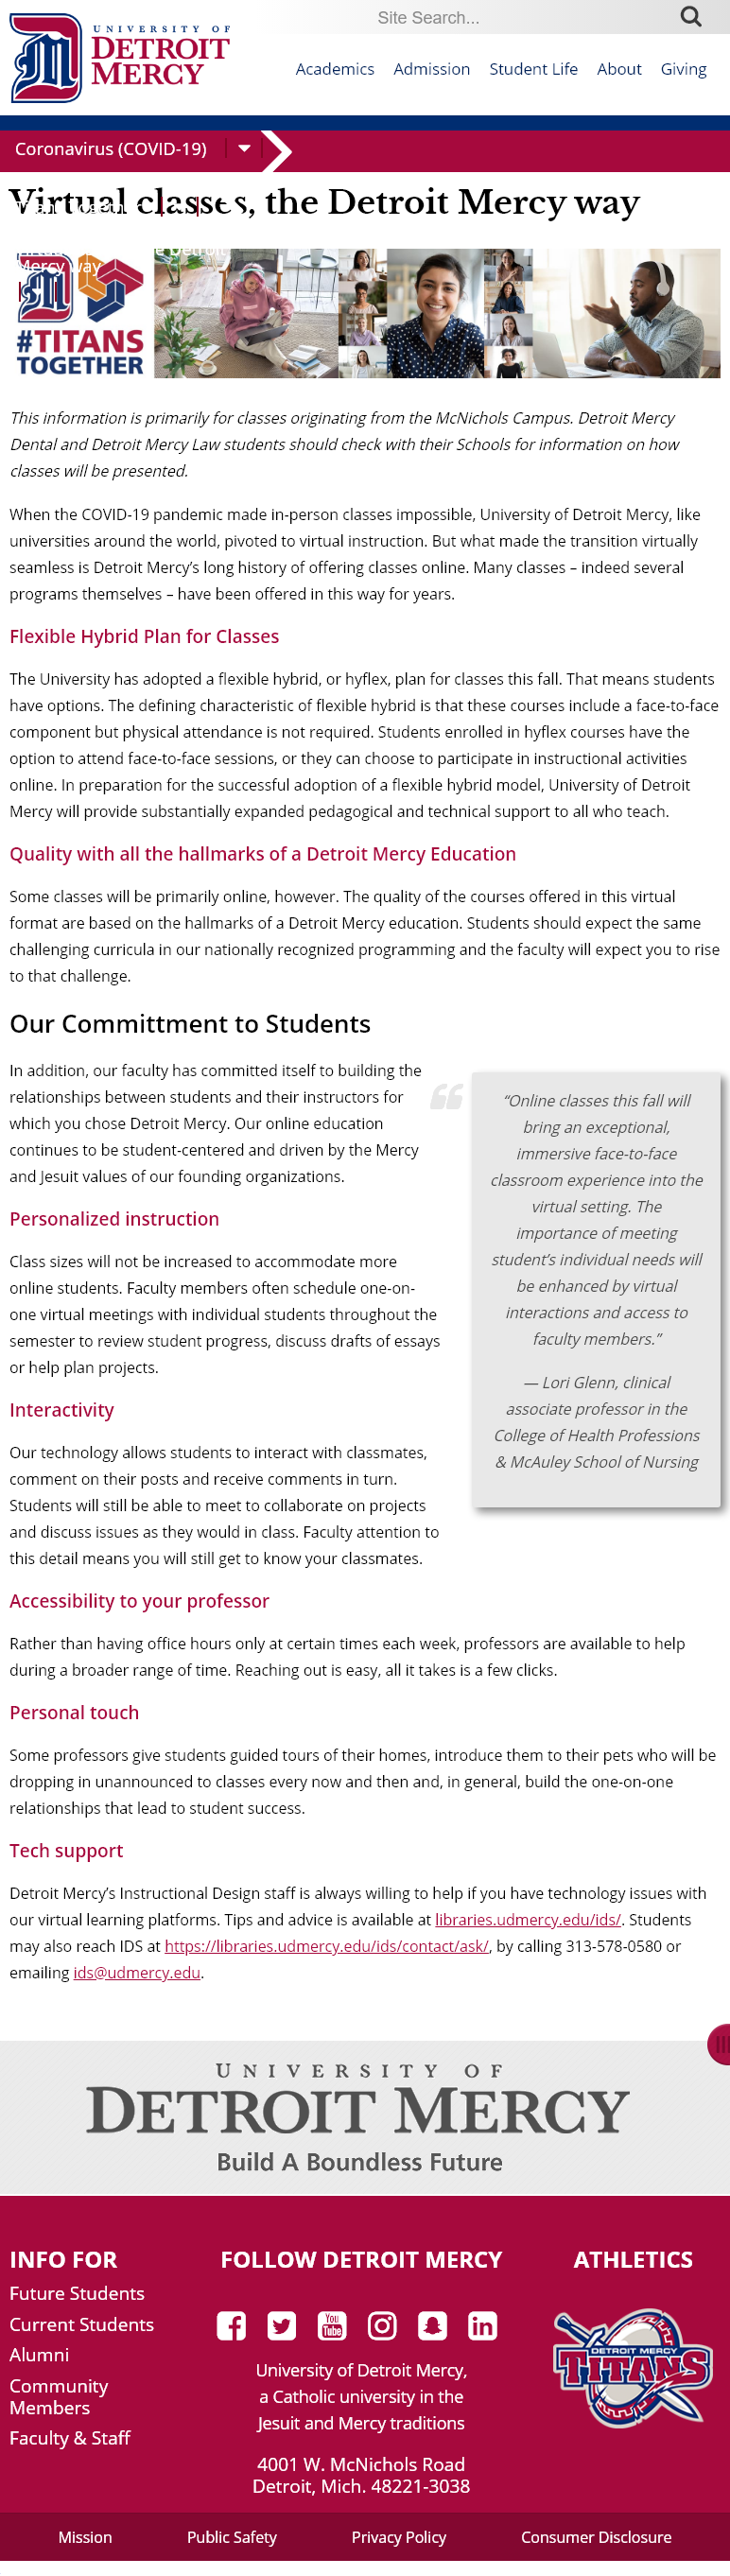 UNIVERSITY OF
DETROIT
MERCY
Site Search...
Academics Admission Student Life About Giving
Coronavirus (COVID-19)
Virtual classes, the Detroit Mercy way
Mercy way
#TITANS
TOGETHER
This information is primarily for classes originating from the McNichols Campus. Detroit Mercy
Dental and Detroit Mercy Law students should check with their Schools for information on how
classes will be presented.
When the COVID-19 pandemic made in-person classes impossible, University of Detroit Mercy, like
universities around the world, pivoted to virtual instruction. But what made the transition virtually
seamless is Detroit Mercy’s long history of offering classes online. Many classes – indeed several
programs themselves – have been offered in this way for years.
Flexible Hybrid Plan for Classes
The University has adopted a flexible hybrid, or hyflex, plan for classes this fall. That means students
have options. The defining characteristic of flexible hybrid is that these courses include a face-to-face
component but physical attendance is not required. Students enrolled in hyflex courses have the
option to attend face-to-face sessions, or they can choose to participate in instructional activities
online. In preparation for the successful adoption of a flexible hybrid model, University of Detroit
Mercy will provide substantially expanded pedagogical and technical support to all who teach.
Quality with all the hallmarks of a Detroit Mercy Education
Some classes will be primarily online, however. The quality of the courses offered in this virtual
format are based on the hallmarks of a Detroit Mercy education. Students should expect the same
challenging curricula in our nationally recognized programming and the faculty will expect you to rise
to that challenge.
Our Committment to Students
In addition, our faculty has committed itself to building the
relationships between students and their instructors for
which you chose Detroit Mercy. Our online education
continues to be student-centered and driven by the Mercy
and Jesuit values of our founding organizations.
“Online classes this fall will
bring an exceptional,
immersive face-to-face
classroom experience into the
virtual setting. The
importance of meeting
student’s individual needs will
be enhanced by virtual
interactions and access to
faculty members.”
— Lori Glenn, clinical
associate professor in the
College of Health Professions
& McAuley School of Nursing
Personalized instruction
Class sizes will not be increased to accommodate more
online students. Faculty members often schedule one-on-
one virtual meetings with individual students throughout the
semester to review student progress, discuss drafts of essays
or help plan projects.
Interactivity
Our technology allows students to interact with classmates,
comment on their posts and receive comments in turn.
Students will still be able to meet to collaborate on projects
and discuss issues as they would in class. Faculty attention to
this detail means you will still get to know your classmates.
Accessibility to your professor
Rather than having office hours only at certain times each week, professors are available to help
during a broader range of time. Reaching out is easy, all it takes is a few clicks.
Personal touch
Some professors give students guided tours of their homes, introduce them to their pets who will be
dropping in unannounced to classes every now and then and, in general, build the one-on-one
relationships that lead to student success.
Tech support
Detroit Mercy’s Instructional Design staff is always willing to help if you have technology issues with
our virtual learning platforms. Tips and advice is available at libraries.udmercy.edu/ids/. Students
may also reach IDS at https://libraries.udmercy.edu/ids/contact/ask/, by calling 313-578-0580 or
emailing ids@udmercy.edu.
UNIVERSITY OF
DETROIT MERCY
Build A Boundless Future
INFO FOR
Future Students
Current Students
Alumni
Community
Members
Faculty & Staff
FOLLOW DETROIT MERCY
You
Tube
in
University of Detroit Mercy,
a Catholic university in the
Jesuit and Mercy traditions
4001 W. McNichols Road
Detroit, Mich. 48221-3038
ATHLETICS
DETROIT
TITANS
Mission Public Safety Privacy Policy Consumer Disclosure